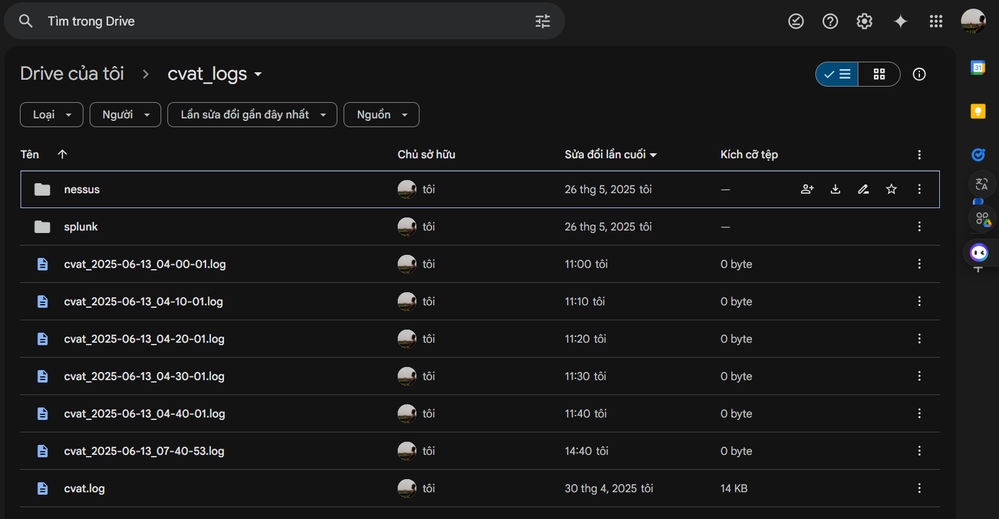 Tìm trong Drive
Drive của tôi > cvat_logs
Loại Người Lần sửa đổi gần đây nhất Nguồn
Tên Chủ sở hữu Sửa đổi lần cuối Kích cỡ tệp
nessus tôi 26 thg 5, 2025 tôi —
splunk tôi 26 thg 5, 2025 tôi —
cvat_2025-06-13_04-00-01.log tôi 11:00 tôi 0 byte
cvat_2025-06-13_04-10-01.log tôi 11:10 tôi 0 byte
cvat_2025-06-13_04-20-01.log tôi 11:20 tôi 0 byte
cvat_2025-06-13_04-30-01.log tôi 11:30 tôi 0 byte
cvat_2025-06-13_04-40-01.log tôi 11:40 tôi 0 byte
cvat_2025-06-13_07-40-53.log tôi 14:40 tôi 0 byte
cvat.log tôi 30 thg 4, 2025 tôi 14 KB
31